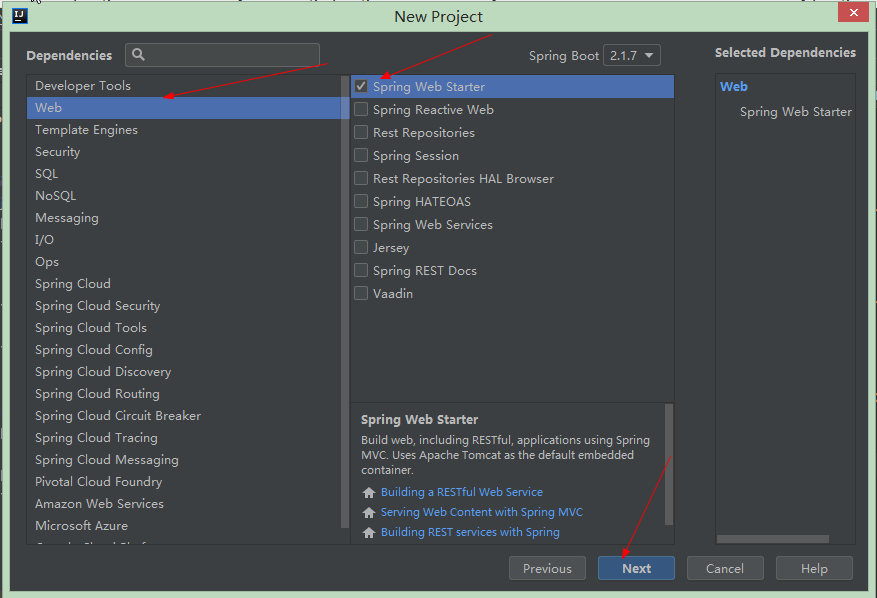 New Project
Dependencies
Spring Boot 2.1.7
Selected Dependencies
Developer Tools
Web
Template Engines
Security
SQL
NoSQL
Messaging
I/O
Ops
Spring Cloud
Spring Cloud Security
Spring Cloud Tools
Spring Cloud Config
Spring Cloud Discovery
Spring Cloud Routing
Spring Cloud Circuit Breaker
Spring Cloud Tracing
Spring Cloud Messaging
Pivotal Cloud Foundry
Amazon Web Services
Microsoft Azure
Spring Web Starter
Spring Reactive Web
Rest Repositories
Spring Session
Rest Repositories HAL Browser
Spring HATEOAS
Spring Web Services
Jersey
Spring REST Docs
Vaadin
Spring Web Starter
Build web, including RESTful, applications using Spring
MVC. Uses Apache Tomcat as the default embedded
container.
Building a RESTful Web Service
Serving Web Content with Spring MVC
Building REST services with Spring
Web
Spring Web Starter
Previous
Next
Cancel
Help